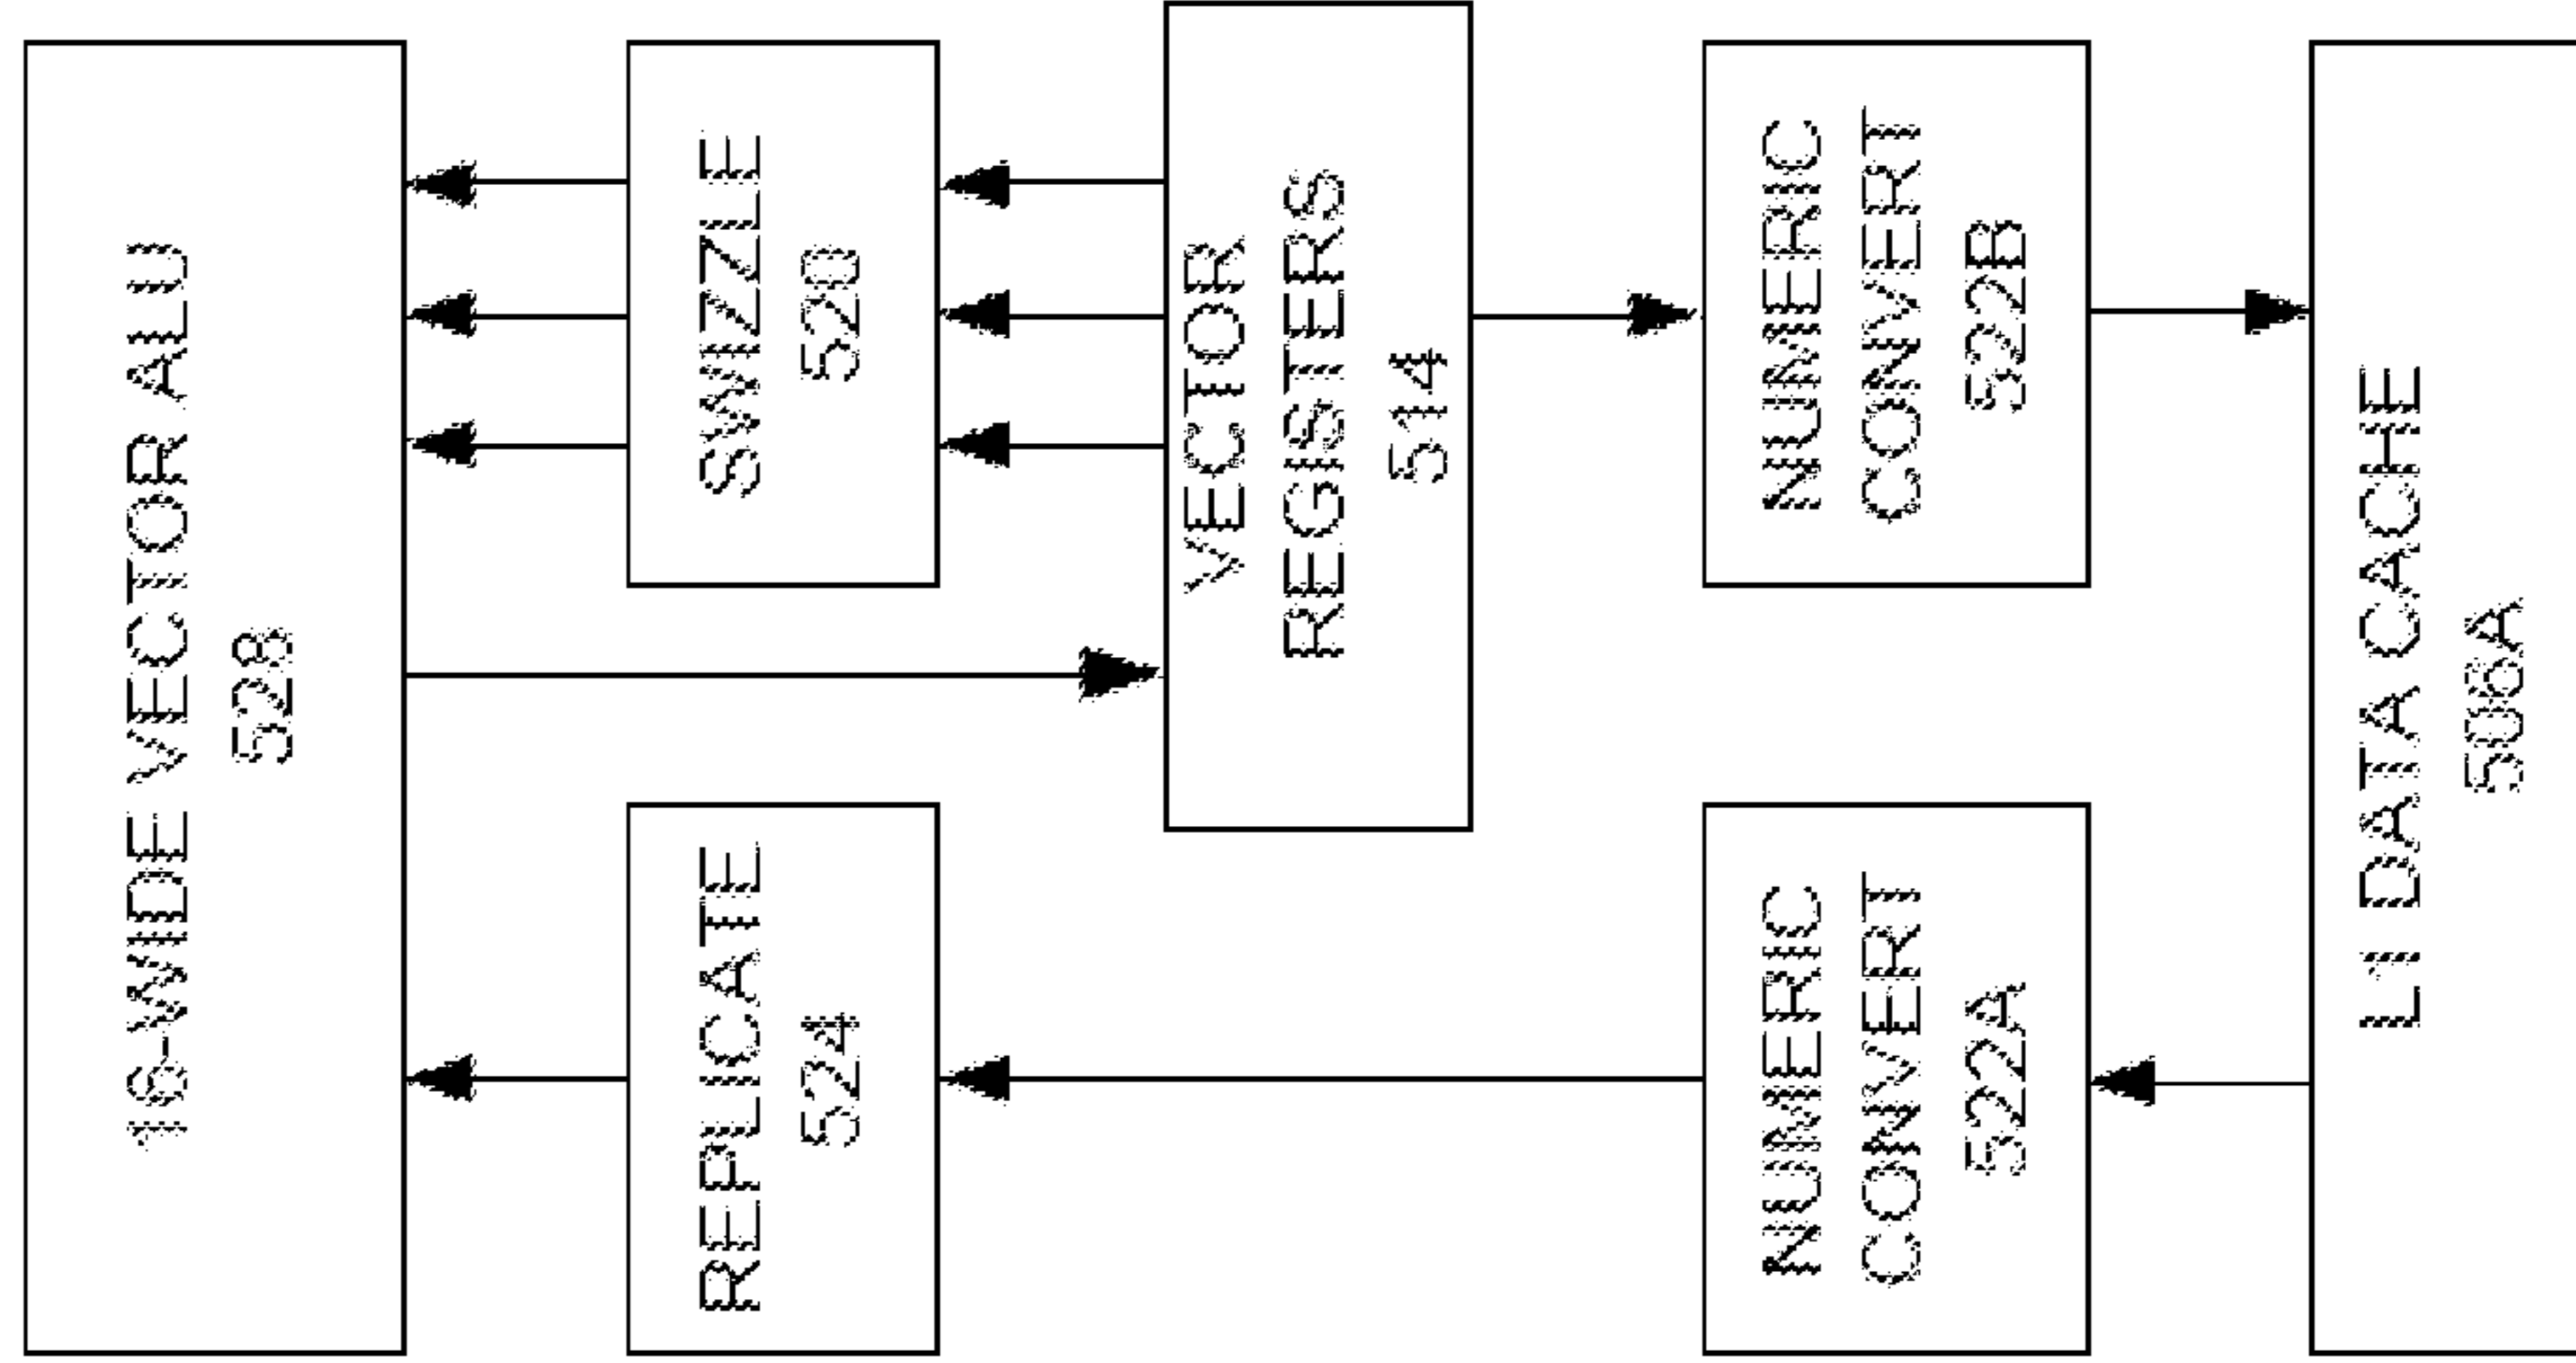 16-WIDE VECTOR ALU
528
REPLICATE
524
SWIZZLE
520
VECTOR
REGISTERS
514
NUMERIC
CONVERT
522A
NUMERIC
CONVERT
522B
L1 DATA CACHE
506A